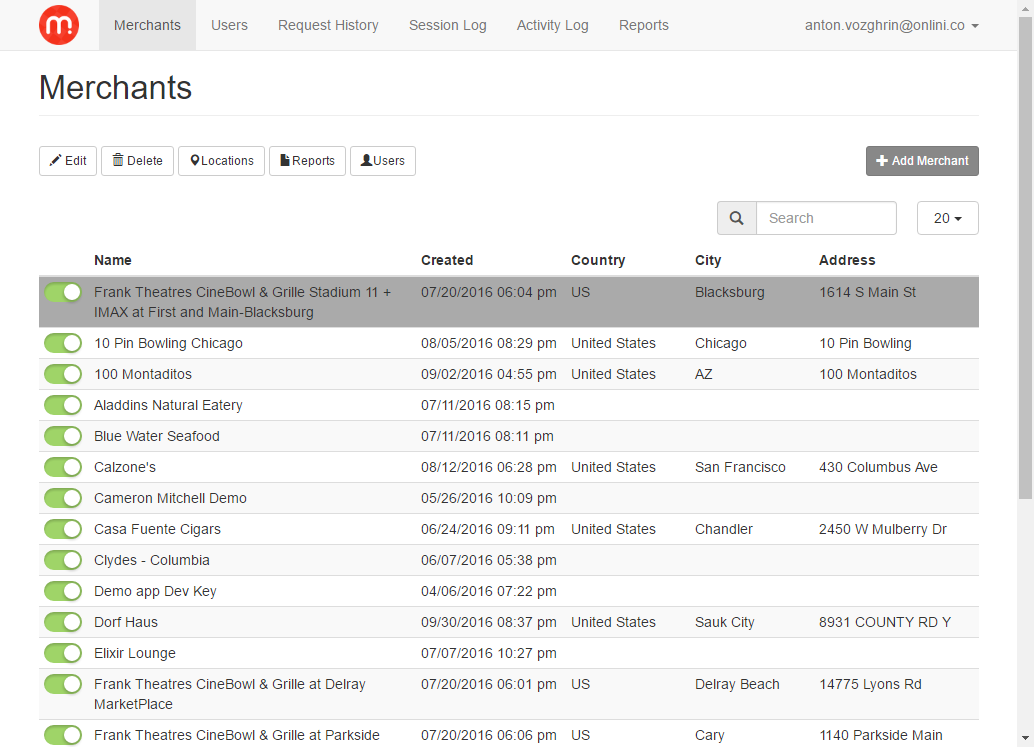 m! Merchants Users Request History Session Log Activity Log Reports anton.vozghrin@onlini.co
Merchants
Edit Delete Locations Reports Users Add Merchant
Search 20
Name Created Country City Address
Frank Theatres CineBowl & Grille Stadium 11 + 07/20/2016 06:04 pm US Blacksburg 1614 S Main St
IMAX at First and Main-Blacksburg
10 Pin Bowling Chicago 08/05/2016 08:29 pm United States Chicago 10 Pin Bowling
100 Montaditos 09/02/2016 04:55 pm United States AZ 100 Montaditos
Aladdins Natural Eatery 07/11/2016 08:15 pm
Blue Water Seafood 07/11/2016 08:11 pm
Calzone's 08/12/2016 06:28 pm United States San Francisco 430 Columbus Ave
Cameron Mitchell Demo 05/26/2016 10:09 pm
Casa Fuente Cigars 06/24/2016 09:11 pm United States Chandler 2450 W Mulberry Dr
Clydes - Columbia 06/07/2016 05:38 pm
Demo app Dev Key 04/06/2016 07:22 pm
Dorf Haus 09/30/2016 08:37 pm United States Sauk City 8931 COUNTY RD Y
Elixir Lounge 07/07/2016 10:27 pm
Frank Theatres CineBowl & Grille at Delray 07/20/2016 06:01 pm US Delray Beach 14775 Lyons Rd
MarketPlace
Frank Theatres CineBowl & Grille at Parkside 07/20/2016 06:06 pm US Cary 1140 Parkside Main